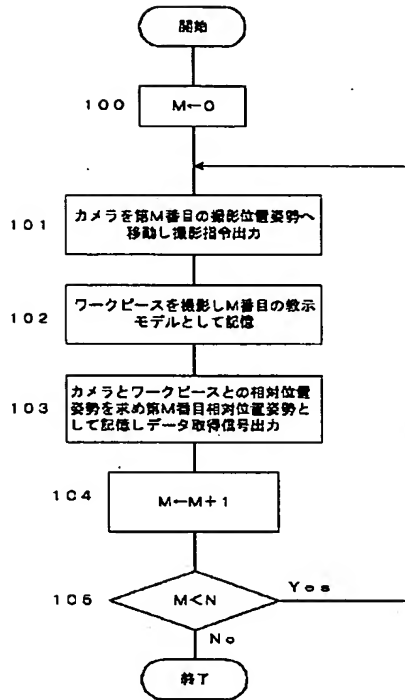 開始
100
M←0
101
カメラを第M番目の撮影位置姿勢へ
移動し撮影指令出力
102
ワークピースを撮影しM番目の教示
モデルとして記憶
103
カメラとワークピースとの相対位置
姿勢を求め第M番目相対位置姿勢と
して記憶しデータ取得信号出力
104
M←M+1
105
M<N
Yes
No
終了